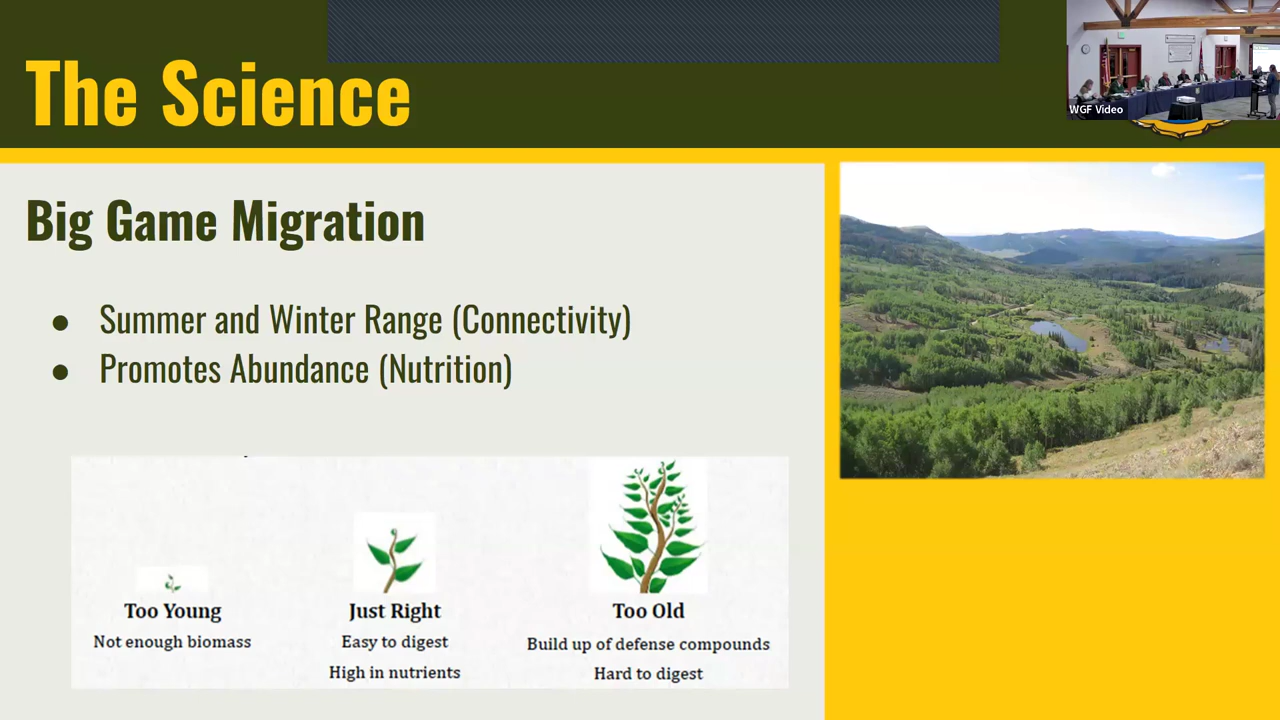 The Science
WGF Video
Big Game Migration
● Summer and Winter Range (Connectivity)
● Promotes Abundance (Nutrition)
Too Young
Not enough biomass
Just Right
Easy to digest
High in nutrients
Too Old
Build up of defense compounds
Hard to digest